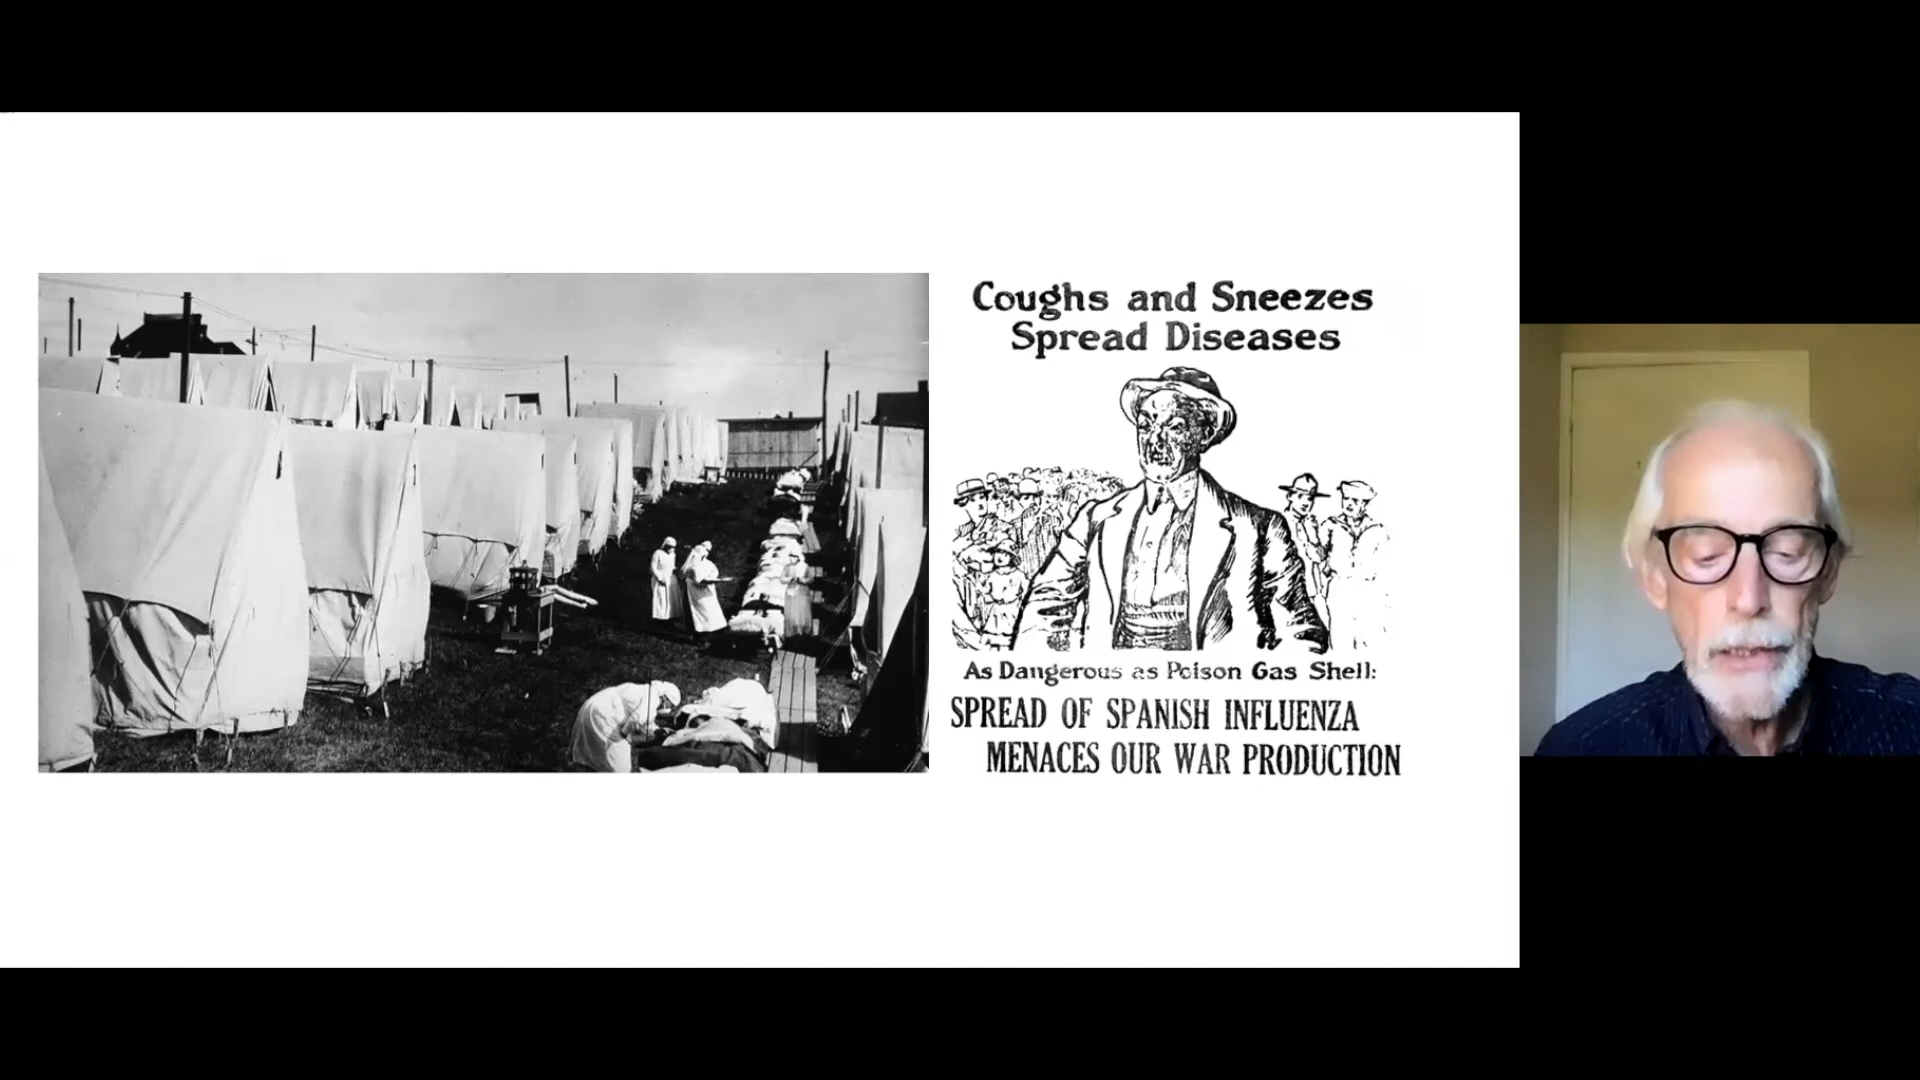 Coughs and Sneezes
Spread Diseases
As Dangerous as Poison Gas Shell:
SPREAD OF SPANISH INFLUENZA
MENACES OUR WAR PRODUCTION